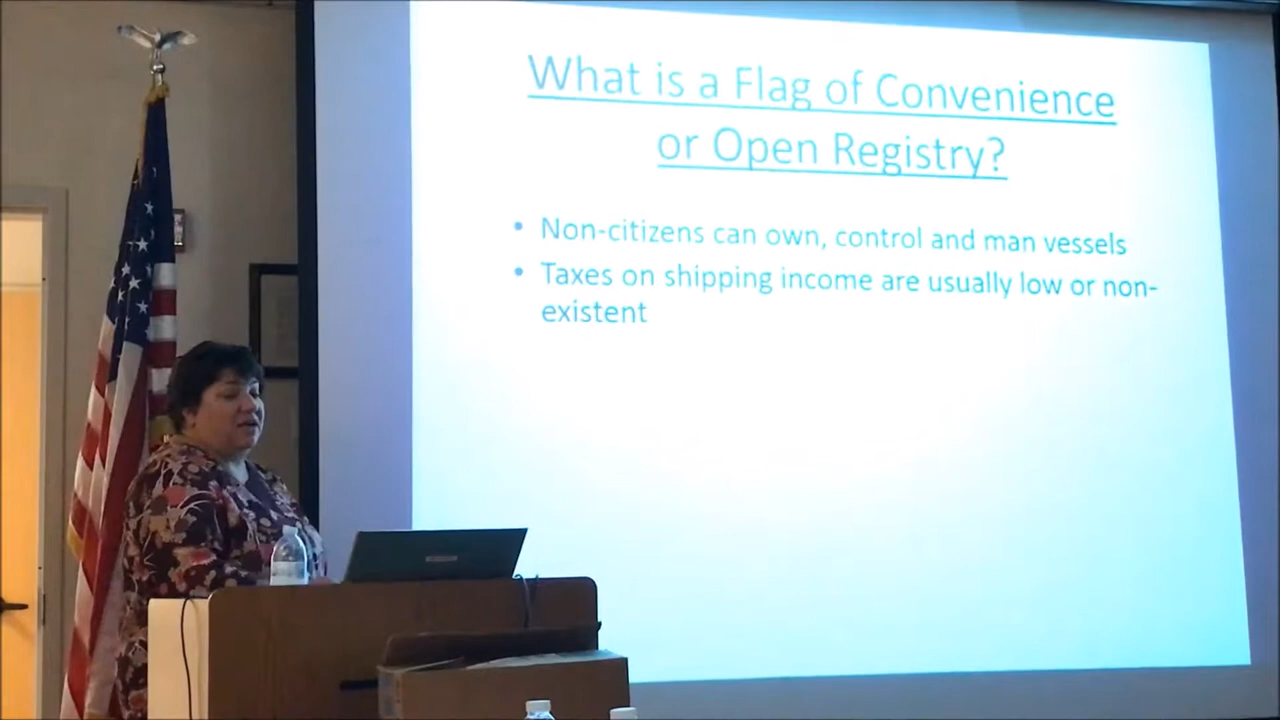 What is a Flag of Convenience
or Open Registry?
• Non-citizens can own, control and man vessels
• Taxes on shipping income are usually low or non-
existent